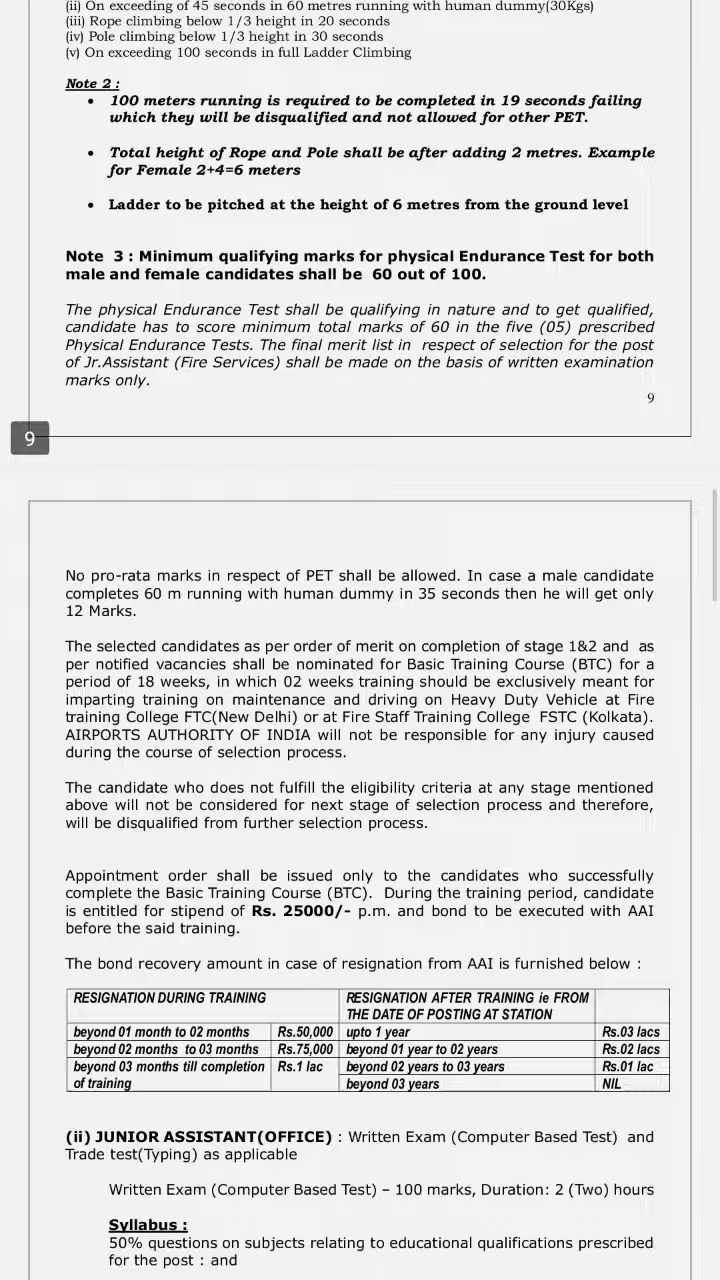 (ii) On exceeding of 45 seconds in 60 metres running with human dummy(30Kgs)
(iii) Rope climbing below 1/3 height in 20 seconds
(iv) Pole climbing below 1/3 height in 30 seconds
(v) On exceeding 100 seconds in full Ladder Climbing
Note 2 :
• 100 meters running is required to be completed in 19 seconds failing
which they will be disqualified and not allowed for other PET.
• Total height of Rope and Pole shall be after adding 2 metres. Example
for Female 2+4=6 meters
• Ladder to be pitched at the height of 6 metres from the ground level
Note 3 : Minimum qualifying marks for physical Endurance Test for both
male and female candidates shall be 60 out of 100.
The physical Endurance Test shall be qualifying in nature and to get qualified,
candidate has to score minimum total marks of 60 in the five (05) prescribed
Physical Endurance Tests. The final merit list in respect of selection for the post
of Jr.Assistant (Fire Services) shall be made on the basis of written examination
marks only.
9
9
No pro-rata marks in respect of PET shall be allowed. In case a male candidate
completes 60 m running with human dummy in 35 seconds then he will get only
12 Marks.
The selected candidates as per order of merit on completion of stage 1&2 and as
per notified vacancies shall be nominated for Basic Training Course (BTC) for a
period of 18 weeks, in which 02 weeks training should be exclusively meant for
imparting training on maintenance and driving on Heavy Duty Vehicle at Fire
training College FTC(New Delhi) or at Fire Staff Training College FSTC (Kolkata).
AIRPORTS AUTHORITY OF INDIA will not be responsible for any injury caused
during the course of selection process.
The candidate who does not fulfill the eligibility criteria at any stage mentioned
above will not be considered for next stage of selection process and therefore,
will be disqualified from further selection process.
Appointment order shall be issued only to the candidates who successfully
complete the Basic Training Course (BTC). During the training period, candidate
is entitled for stipend of Rs. 25000/- p.m. and bond to be executed with AAI
before the said training.
The bond recovery amount in case of resignation from AAI is furnished below :
RESIGNATION DURING TRAINING RESIGNATION AFTER TRAINING ie FROM
THE DATE OF POSTING AT STATION
beyond 01 month to 02 months Rs.50,000 upto 1 year Rs.03 lacs
beyond 02 months to 03 months Rs.75,000 beyond 01 year to 02 years Rs.02 lacs
beyond 03 months till completion Rs.1 lac beyond 02 years to 03 years Rs.01 lac
of training beyond 03 years NIL
(ii) JUNIOR ASSISTANT(OFFICE) : Written Exam (Computer Based Test) and
Trade test(Typing) as applicable
Written Exam (Computer Based Test) – 100 marks, Duration: 2 (Two) hours
Syllabus :
50% questions on subjects relating to educational qualifications prescribed
for the post : and